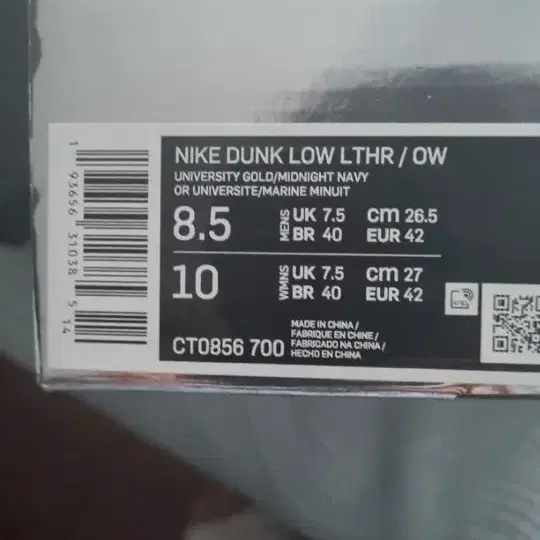 NIKE DUNK LOW LTHR / OW
UNIVERSITY GOLD/MIDNIGHT NAVY
OR UNIVERSITE/MARINE MINUIT
8.5
MENS
UK 7.5 cm 26.5
BR 40 EUR 42
10
WMNS
UK 7.5 cm 27
BR 40 EUR 42
CT0856 700
MADE IN CHINA /
FABRIQUE EN CHINE /
FABRICADO NA CHINA /
HECHO EN CHINA
1 93656 31038 5 14